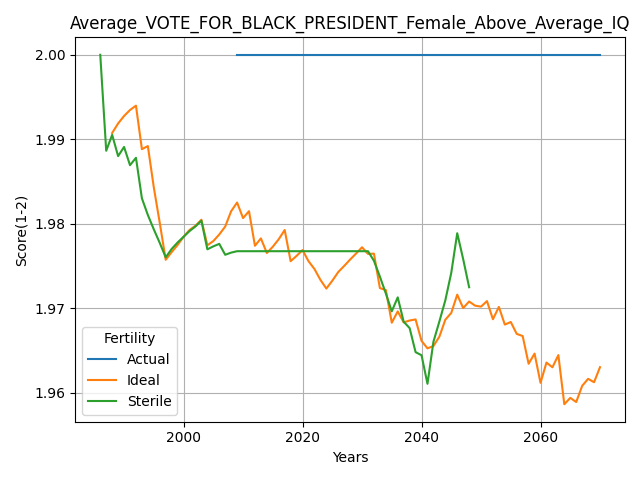 Average_VOTE_FOR_BLACK_PRESIDENT_Female_Above_Average_IQ
2.00
1.99
1.98
1.97
1.96
Score(1-2)
Fertility
Actual
Ideal
Sterile
2000 2020 2040 2060
Years